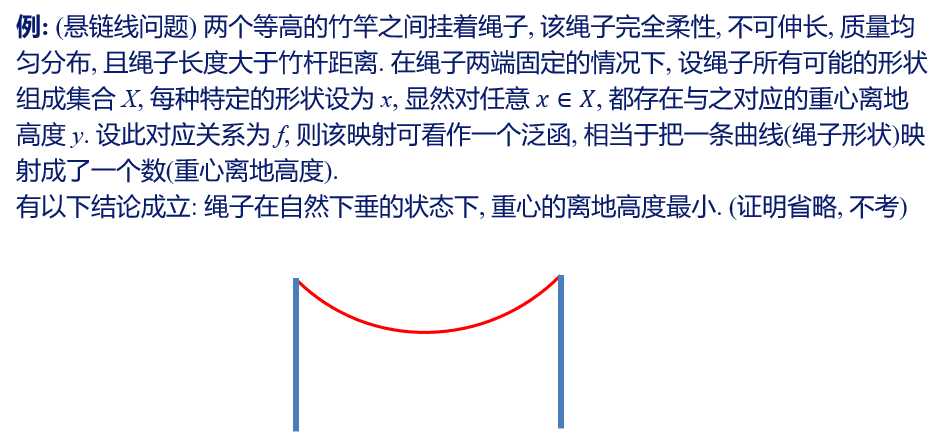 例: (悬链线问题) 两个等高的竹竿之间挂着绳子, 该绳子完全柔性, 不可伸长, 质量均
匀分布, 且绳子长度大于竹杆距离. 在绳子两端固定的情况下, 设绳子所有可能的形状
组成集合 X, 每种特定的形状设为 x, 显然对任意 x ∈ X, 都存在与之对应的重心离地
高度 y. 设此对应关系为 f, 则该映射可看作一个泛函, 相当于把一条曲线(绳子形状)映
射成了一个数(重心离地高度).
有以下结论成立: 绳子在自然下垂的状态下, 重心的离地高度最小. (证明省略, 不考)